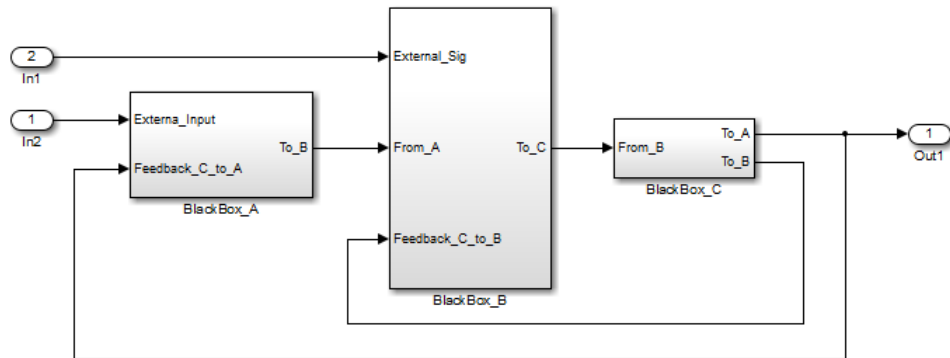 2
In1
External_Sig
1
In2
Externa_Input
To_B
Feedback_C_to_A
BlackBox_A
From_A
To_C
Feedback_C_to_B
BlackBox_B
From_B
To_A
To_B
BlackBox_C
1
Out1